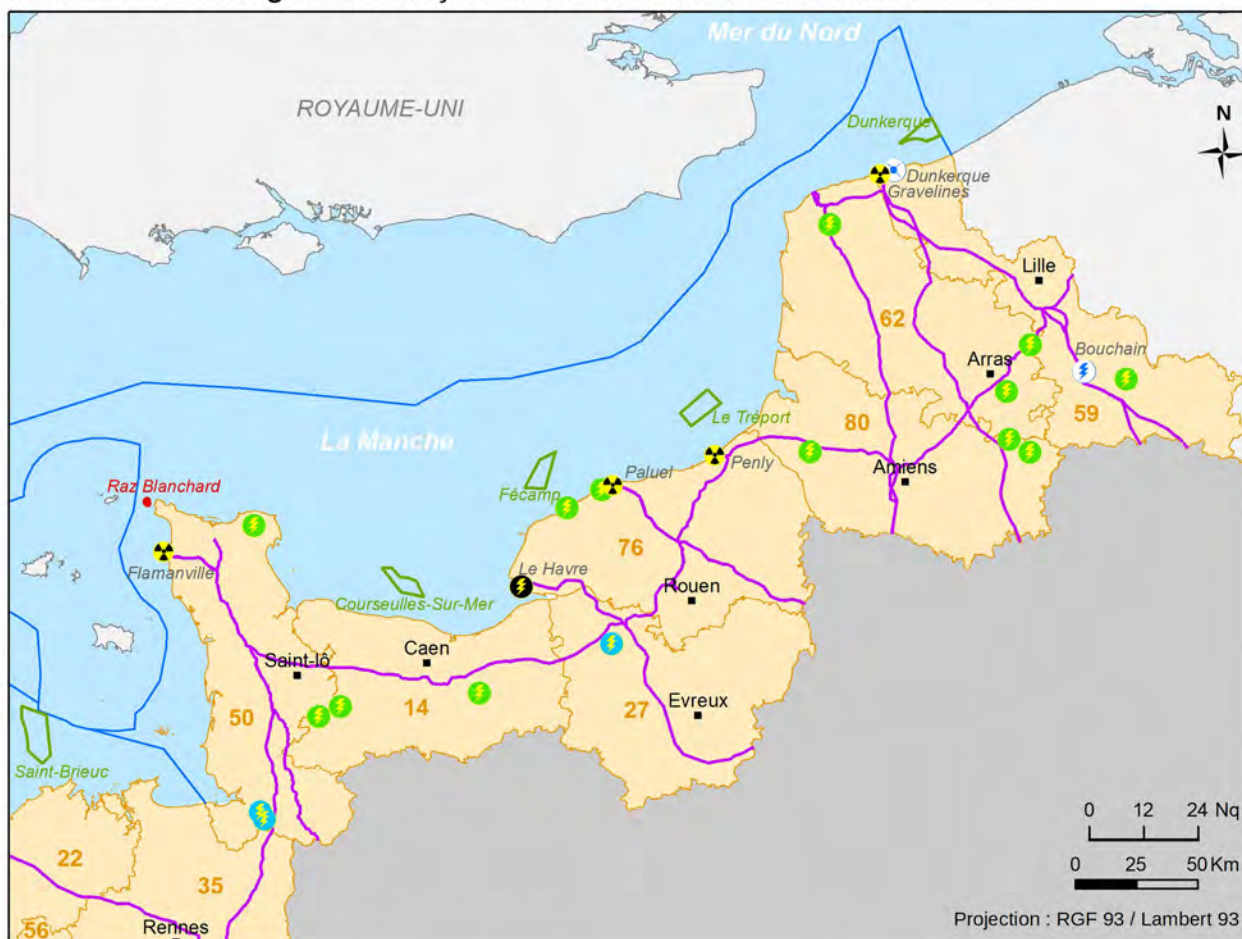 Mer du Nord
ROYAUME-UNI
Dunkerque
N
Dunkerque
Gravelines
Lille
62
Arras
Bouchain
59
Le Tréport
80
La Manche
Amiens
Penly
Paluel
Raz Blanchard
Fécamp
76
Flamanville
Le Havre
Courseulles-Sur-Mer
Rouen
Caen
Saint-lô
Evreux
50
14
27
Saint-Brieuc
0 12 24 Nq
0 25 50 Km
22
35
56
Rennes
Projection : RGF 93 / Lambert 93